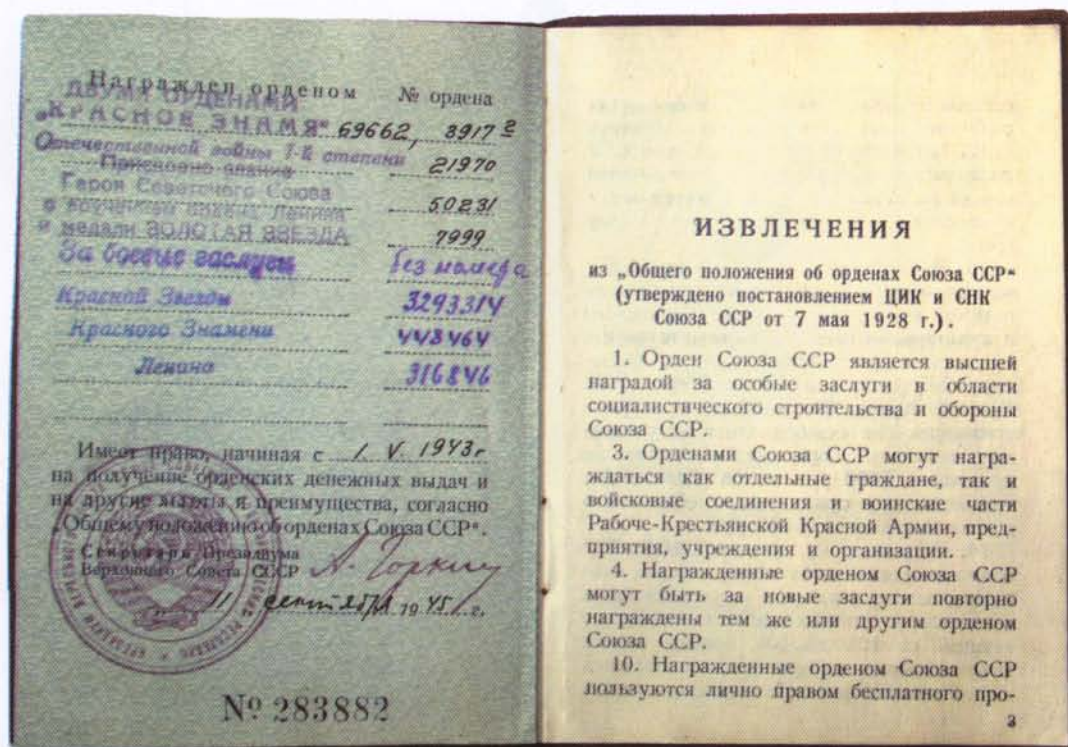 Награжден орденом № ордена
ДВУМЯ ОРДЕНАМИ
„КРАСНОЕ ЗНАМЯ“ 69662, 3917 2
Отечественной войны 1-й степени 21970
Присвоено звание
Героя Советского Союза 50231
с вручением ордена Ленина
и медали ЗОЛОТАЯ ЗВЕЗДА 7999
За боевые заслуги без номера
Красной Звезды 3293314
Красного Знамени 448464
Ленина 316846
Имеет право, начиная с 1. V. 1943г
на получение орденских денежных выдач и
на другие льготы и преимущества, согласно
„Общему положению об орденах Союза ССР“.
Секретарь Президиума
Верховного Совета СССР А. Горкин
11 сентября 1945 г.
№ 283882
ИЗВЛЕЧЕНИЯ
из „Общего положения об орденах Союза ССР“
(утверждено постановлением ЦИК и СНК
Союза ССР от 7 мая 1928 г.).
1. Орден Союза ССР является высшей
наградой за особые заслуги в области
социалистического строительства и обороны
Союза ССР.
3. Орденами Союза ССР могут награ-
ждаться как отдельные граждане, так и
войсковые соединения и воинские части
Рабоче-Крестьянской Красной Армии, пред-
приятия, учреждения и организации.
4. Награжденные орденом Союза ССР
могут быть за новые заслуги повторно
награждены тем же или другим орденом
Союза ССР.
10. Награжденные орденом Союза ССР
пользуются лично правом бесплатного про-
3